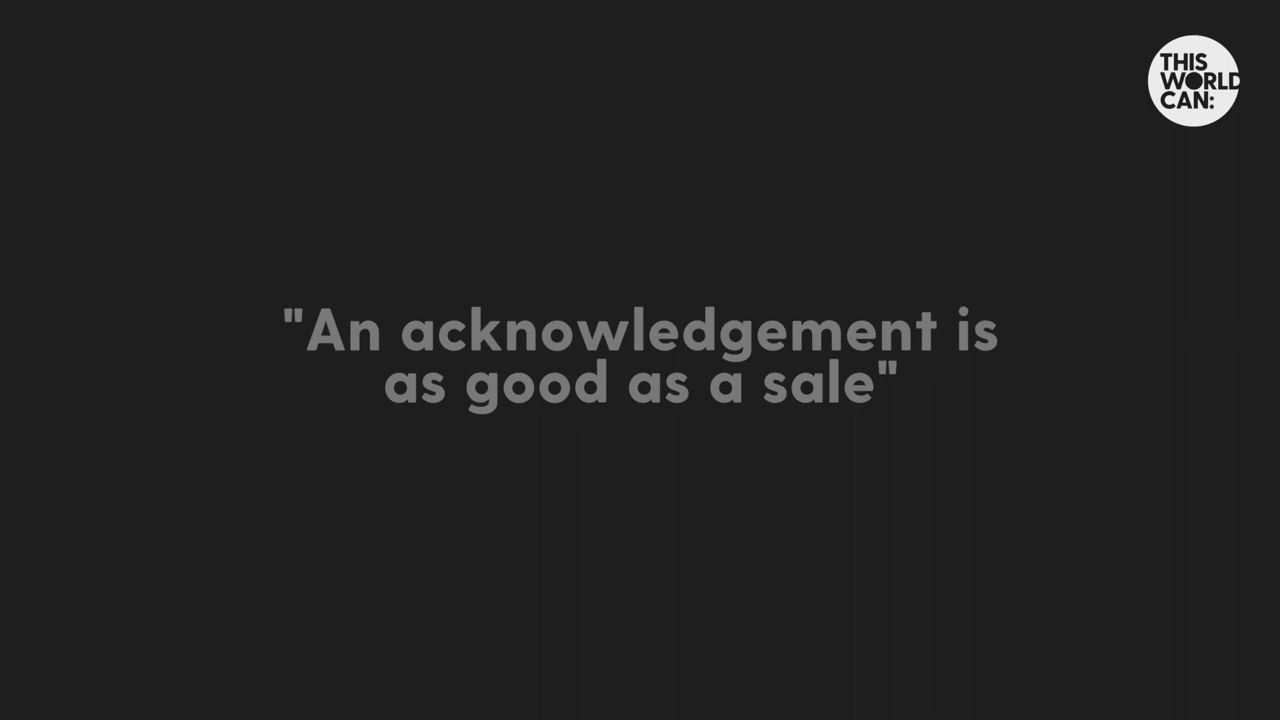 THIS
WORLD
CAN:
"An acknowledgement is
as good as a sale"